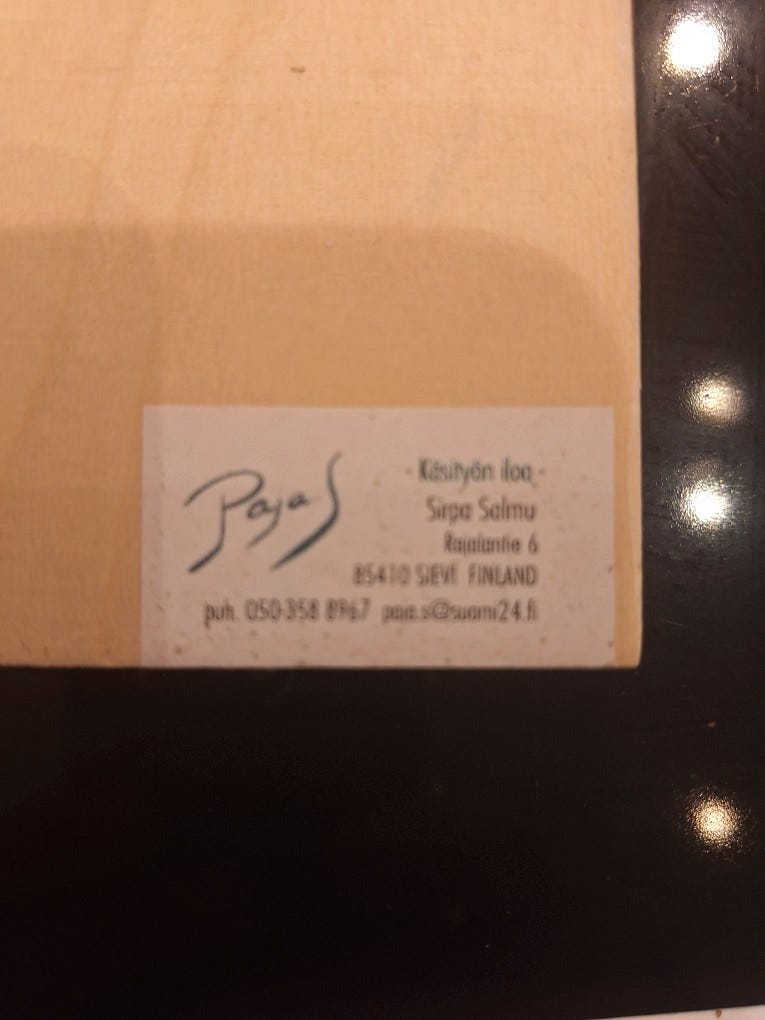 Paja S
- Käsityön iloa -
Sirpa Salmu
Rajalantie 6
85410 SIEVI FINLAND
puh. 050-358 8967 paja.s@suomi24.fi